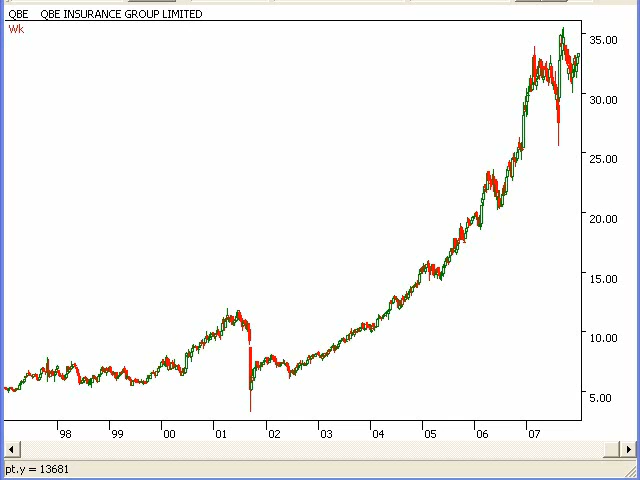 QBE QBE INSURANCE GROUP LIMITED
Wk
35.00
30.00
25.00
20.00
15.00
10.00
5.00
98 99 00 01 02 03 04 05 06 07
pt.y = 13681